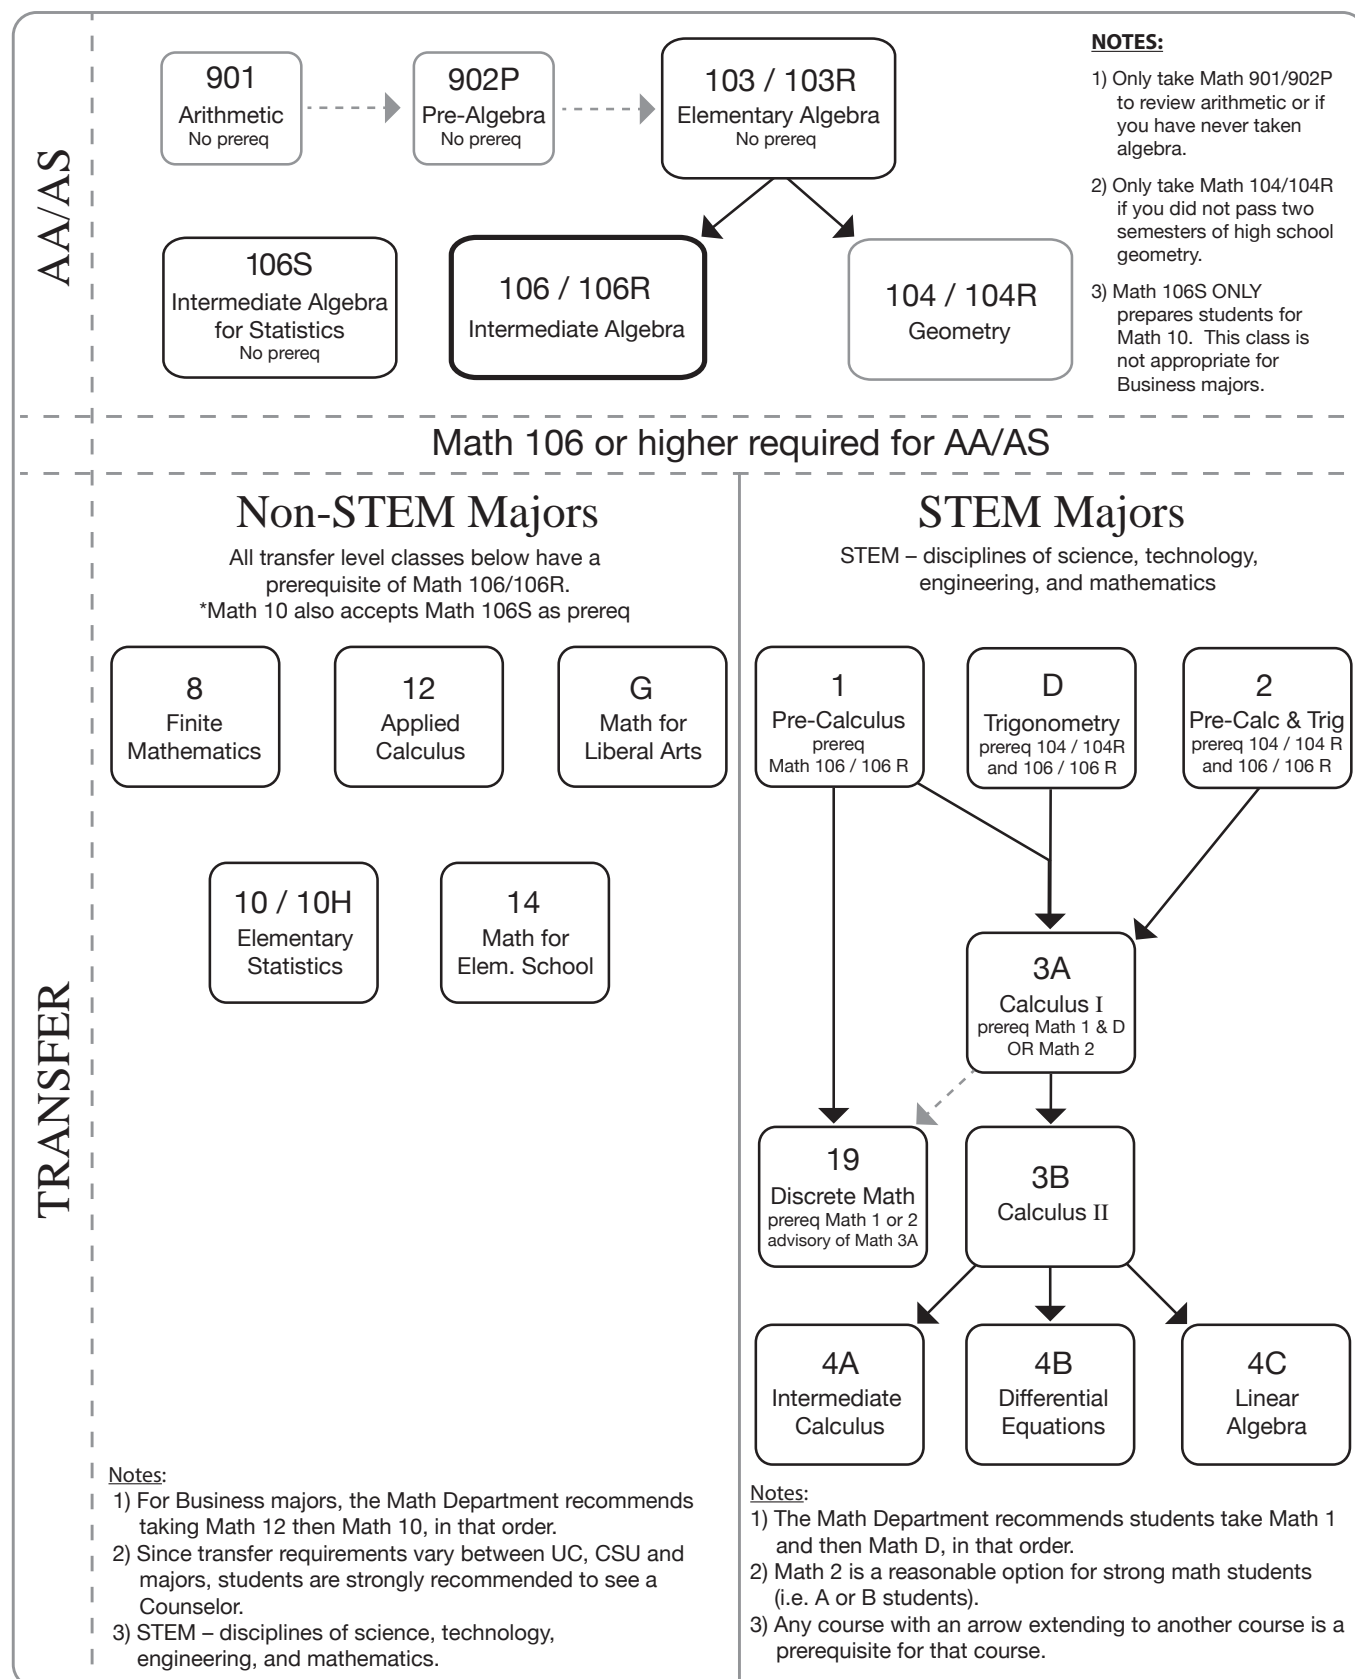 AA/AS
901
Arithmetic
No prereq
902P
Pre-Algebra
No prereq
103 / 103R
Elementary Algebra
No prereq
106S
Intermediate Algebra
for Statistics
No prereq
106 / 106R
Intermediate Algebra
104 / 104R
Geometry
NOTES:
1) Only take Math 901/902P
to review arithmetic or if
you have never taken
algebra.
2) Only take Math 104/104R
if you did not pass two
semesters of high school
geometry.
3) Math 106S ONLY
prepares students for
Math 10. This class is
not appropriate for
Business majors.
Math 106 or higher required for AA/AS
TRANSFER
Non-STEM Majors
All transfer level classes below have a
prerequisite of Math 106/106R.
*Math 10 also accepts Math 106S as prereq
8
Finite
Mathematics
12
Applied
Calculus
G
Math for
Liberal Arts
10 / 10H
Elementary
Statistics
14
Math for
Elem. School
Notes:
1) For Business majors, the Math Department recommends
taking Math 12 then Math 10, in that order.
2) Since transfer requirements vary between UC, CSU and
majors, students are strongly recommended to see a
Counselor.
3) STEM – disciplines of science, technology,
engineering, and mathematics.
STEM Majors
STEM – disciplines of science, technology,
engineering, and mathematics
1
Pre-Calculus
prereq
Math 106 / 106 R
D
Trigonometry
prereq 104 / 104R
and 106 / 106 R
2
Pre-Calc & Trig
prereq 104 / 104 R
and 106 / 106 R
3A
Calculus I
prereq Math 1 & D
OR Math 2
19
Discrete Math
prereq Math 1 or 2
advisory of Math 3A
3B
Calculus II
4A
Intermediate
Calculus
4B
Differential
Equations
4C
Linear
Algebra
Notes:
1) The Math Department recommends students take Math 1
and then Math D, in that order.
2) Math 2 is a reasonable option for strong math students
(i.e. A or B students).
3) Any course with an arrow extending to another course is a
prerequisite for that course.